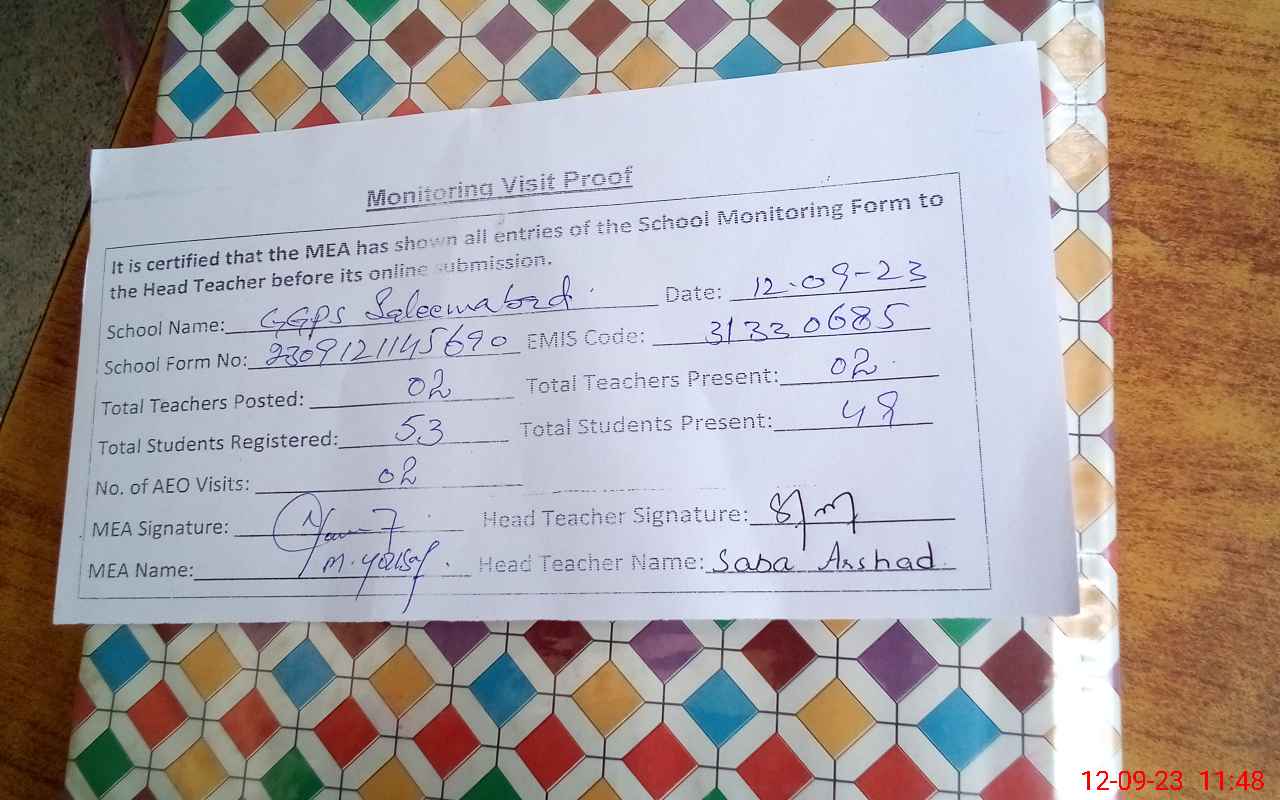 Monitoring Visit Proof
It is certified that the MEA has shown all entries of the School Monitoring Form to
the Head Teacher before its online submission.
School Name: GGPS Saleemabad. Date: 12-09-23
School Form No: 2309121145690 EMIS Code: 31330685
Total Teachers Posted: 02 Total Teachers Present: 02
Total Students Registered: 53 Total Students Present: 48
No. of AEO Visits: 02
MEA Signature: Head Teacher Signature:
MEA Name: M. Yousaf. Head Teacher Name: Saba Arshad.
12-09-23 11:48